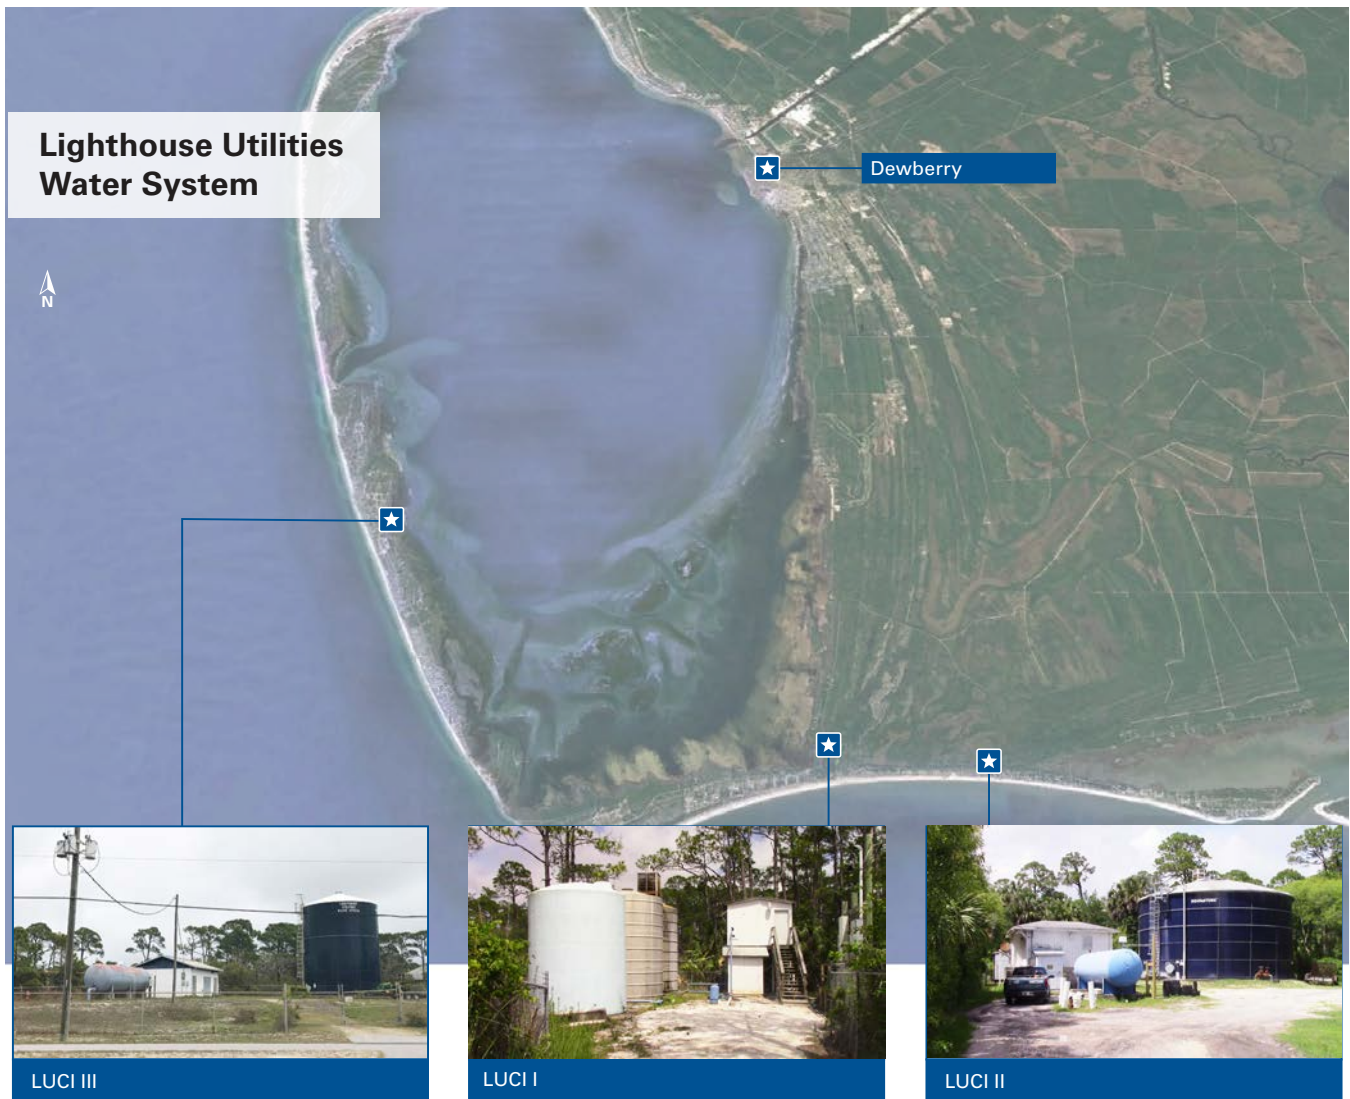 Lighthouse Utilities
Water System
Dewberry
N
LUCI III
LUCI I
LUCI II